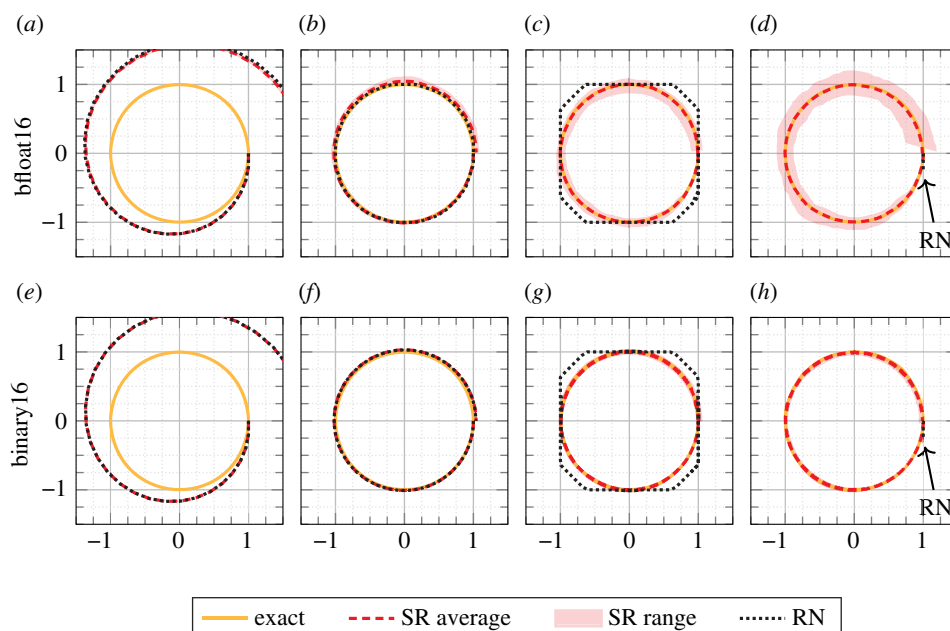 (a) (b) (c) (d)
bfloat16
1
0
−1
RN
(e) (f) (g) (h)
binary16
1
0
−1
RN
−1 0 1 −1 0 1 −1 0 1 −1 0 1
exact SR average SR range RN